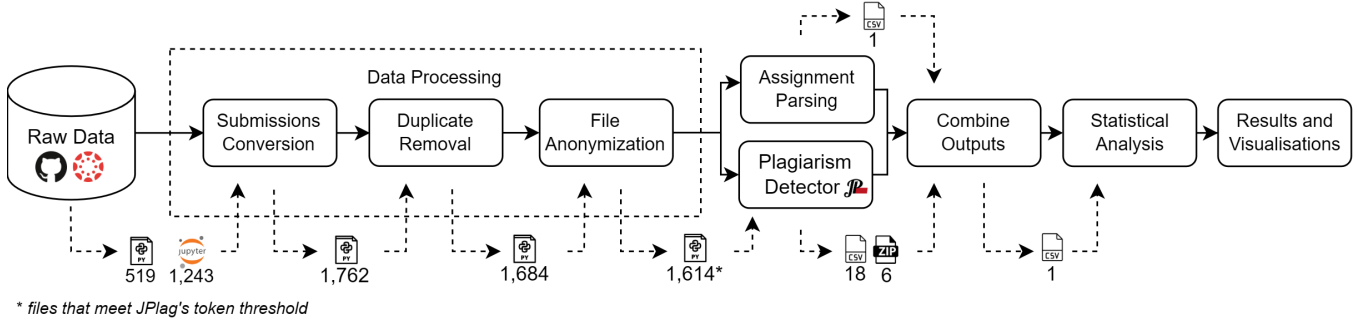 CSV
1
Data Processing
Assignment
Parsing
Raw Data
Submissions
Conversion
Duplicate
Removal
File
Anonymization
Combine
Outputs
Statistical
Analysis
Results and
Visualisations
Plagiarism
Detector JP
PY
519
jupyter
1,243
PY
1,762
PY
1,684
PY
1,614*
CSV
18
ZIP
6
CSV
1
* files that meet JPlag's token threshold